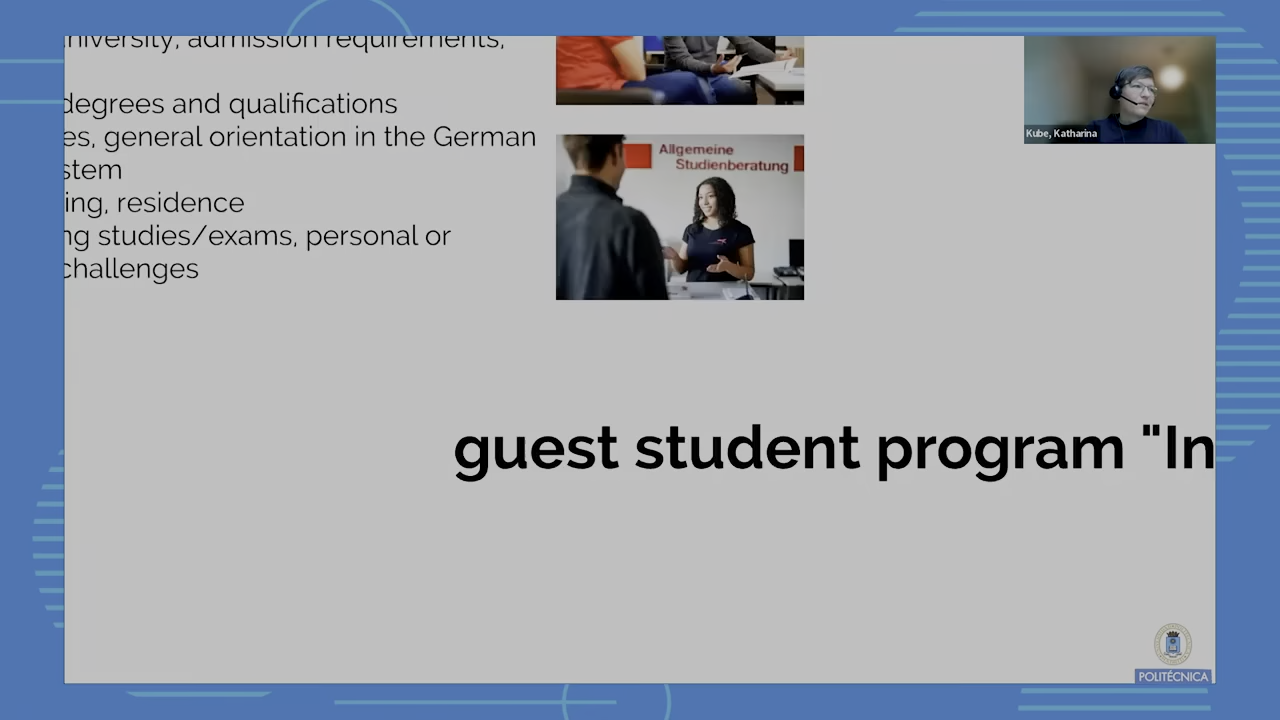 university, admission requirements,
degrees and qualifications
es, general orientation in the German
stem
ing, residence
ng studies/exams, personal or
challenges
Allgemeine
Studienberatung
Kube, Katharina
guest student program "In
POLITÉCNICA